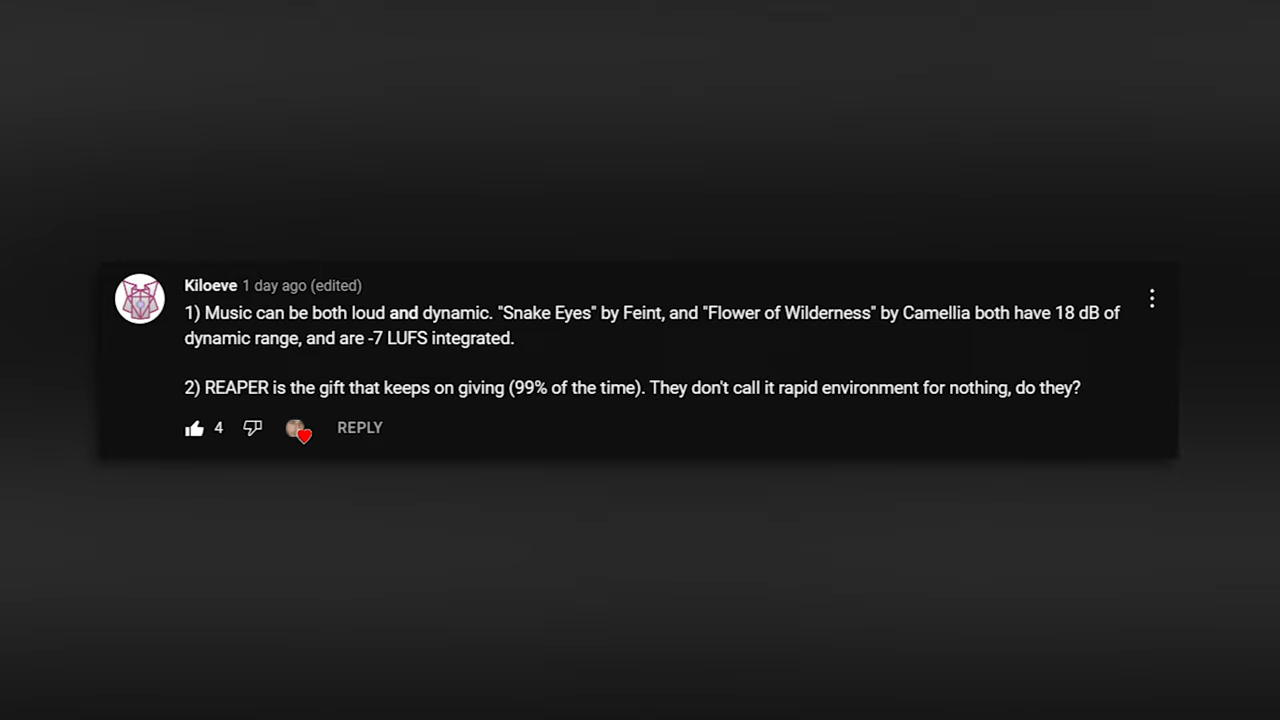 Kiloeve 1 day ago (edited)
1) Music can be both loud and dynamic. "Snake Eyes" by Feint, and "Flower of Wilderness" by Camellia both have 18 dB of
dynamic range, and are -7 LUFS integrated.
2) REAPER is the gift that keeps on giving (99% of the time). They don't call it rapid environment for nothing, do they?
4 REPLY